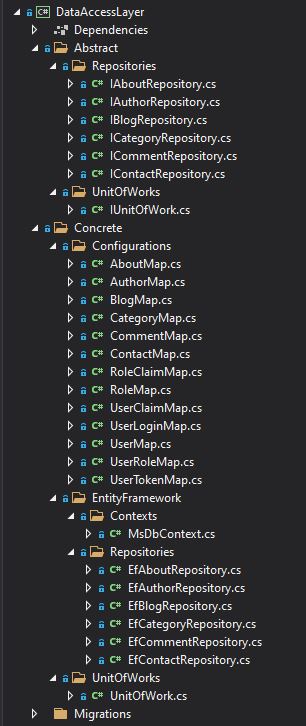 C# DataAccessLayer
Dependencies
Abstract
Repositories
C# IAboutRepository.cs
C# IAuthorRepository.cs
C# IBlogRepository.cs
C# ICategoryRepository.cs
C# ICommentRepository.cs
C# IContactRepository.cs
UnitOfWorks
C# IUnitOfWork.cs
Concrete
Configurations
C# AboutMap.cs
C# AuthorMap.cs
C# BlogMap.cs
C# CategoryMap.cs
C# CommentMap.cs
C# ContactMap.cs
C# RoleClaimMap.cs
C# RoleMap.cs
C# UserClaimMap.cs
C# UserLoginMap.cs
C# UserMap.cs
C# UserRoleMap.cs
C# UserTokenMap.cs
EntityFramework
Contexts
C# MsDbContext.cs
Repositories
C# EfAboutRepository.cs
C# EfAuthorRepository.cs
C# EfBlogRepository.cs
C# EfCategoryRepository.cs
C# EfCommentRepository.cs
C# EfContactRepository.cs
UnitOfWorks
C# UnitOfWork.cs
Migrations